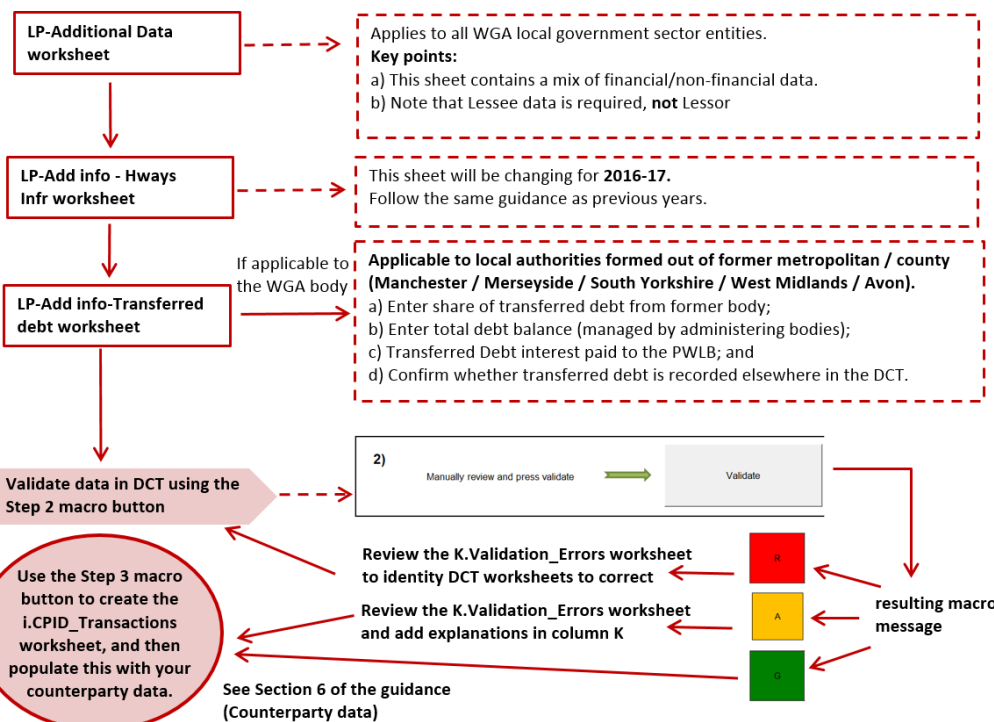 LP-Additional Data
worksheet
Applies to all WGA local government sector entities.
Key points:
a) This sheet contains a mix of financial/non-financial data.
b) Note that Lessee data is required, not Lessor
LP-Add info - Hways
Infr worksheet
This sheet will be changing for 2016-17.
Follow the same guidance as previous years.
LP-Add info-Transferred
debt worksheet
If applicable to
the WGA body
Applicable to local authorities formed out of former metropolitan / county
(Manchester / Merseyside / South Yorkshire / West Midlands / Avon).
a) Enter share of transferred debt from former body;
b) Enter total debt balance (managed by administering bodies);
c) Transferred Debt interest paid to the PWLB; and
d) Confirm whether transferred debt is recorded elsewhere in the DCT.
Validate data in DCT using the
Step 2 macro button
2)
Manually review and press validate
Validate
Review the K.Validation_Errors worksheet
to identity DCT worksheets to correct
R
Review the K.Validation_Errors worksheet
and add explanations in column K
A
resulting macro
message
G
Use the Step 3 macro
button to create the
i.CPID_Transactions
worksheet, and then
populate this with your
counterparty data.
See Section 6 of the guidance
(Counterparty data)